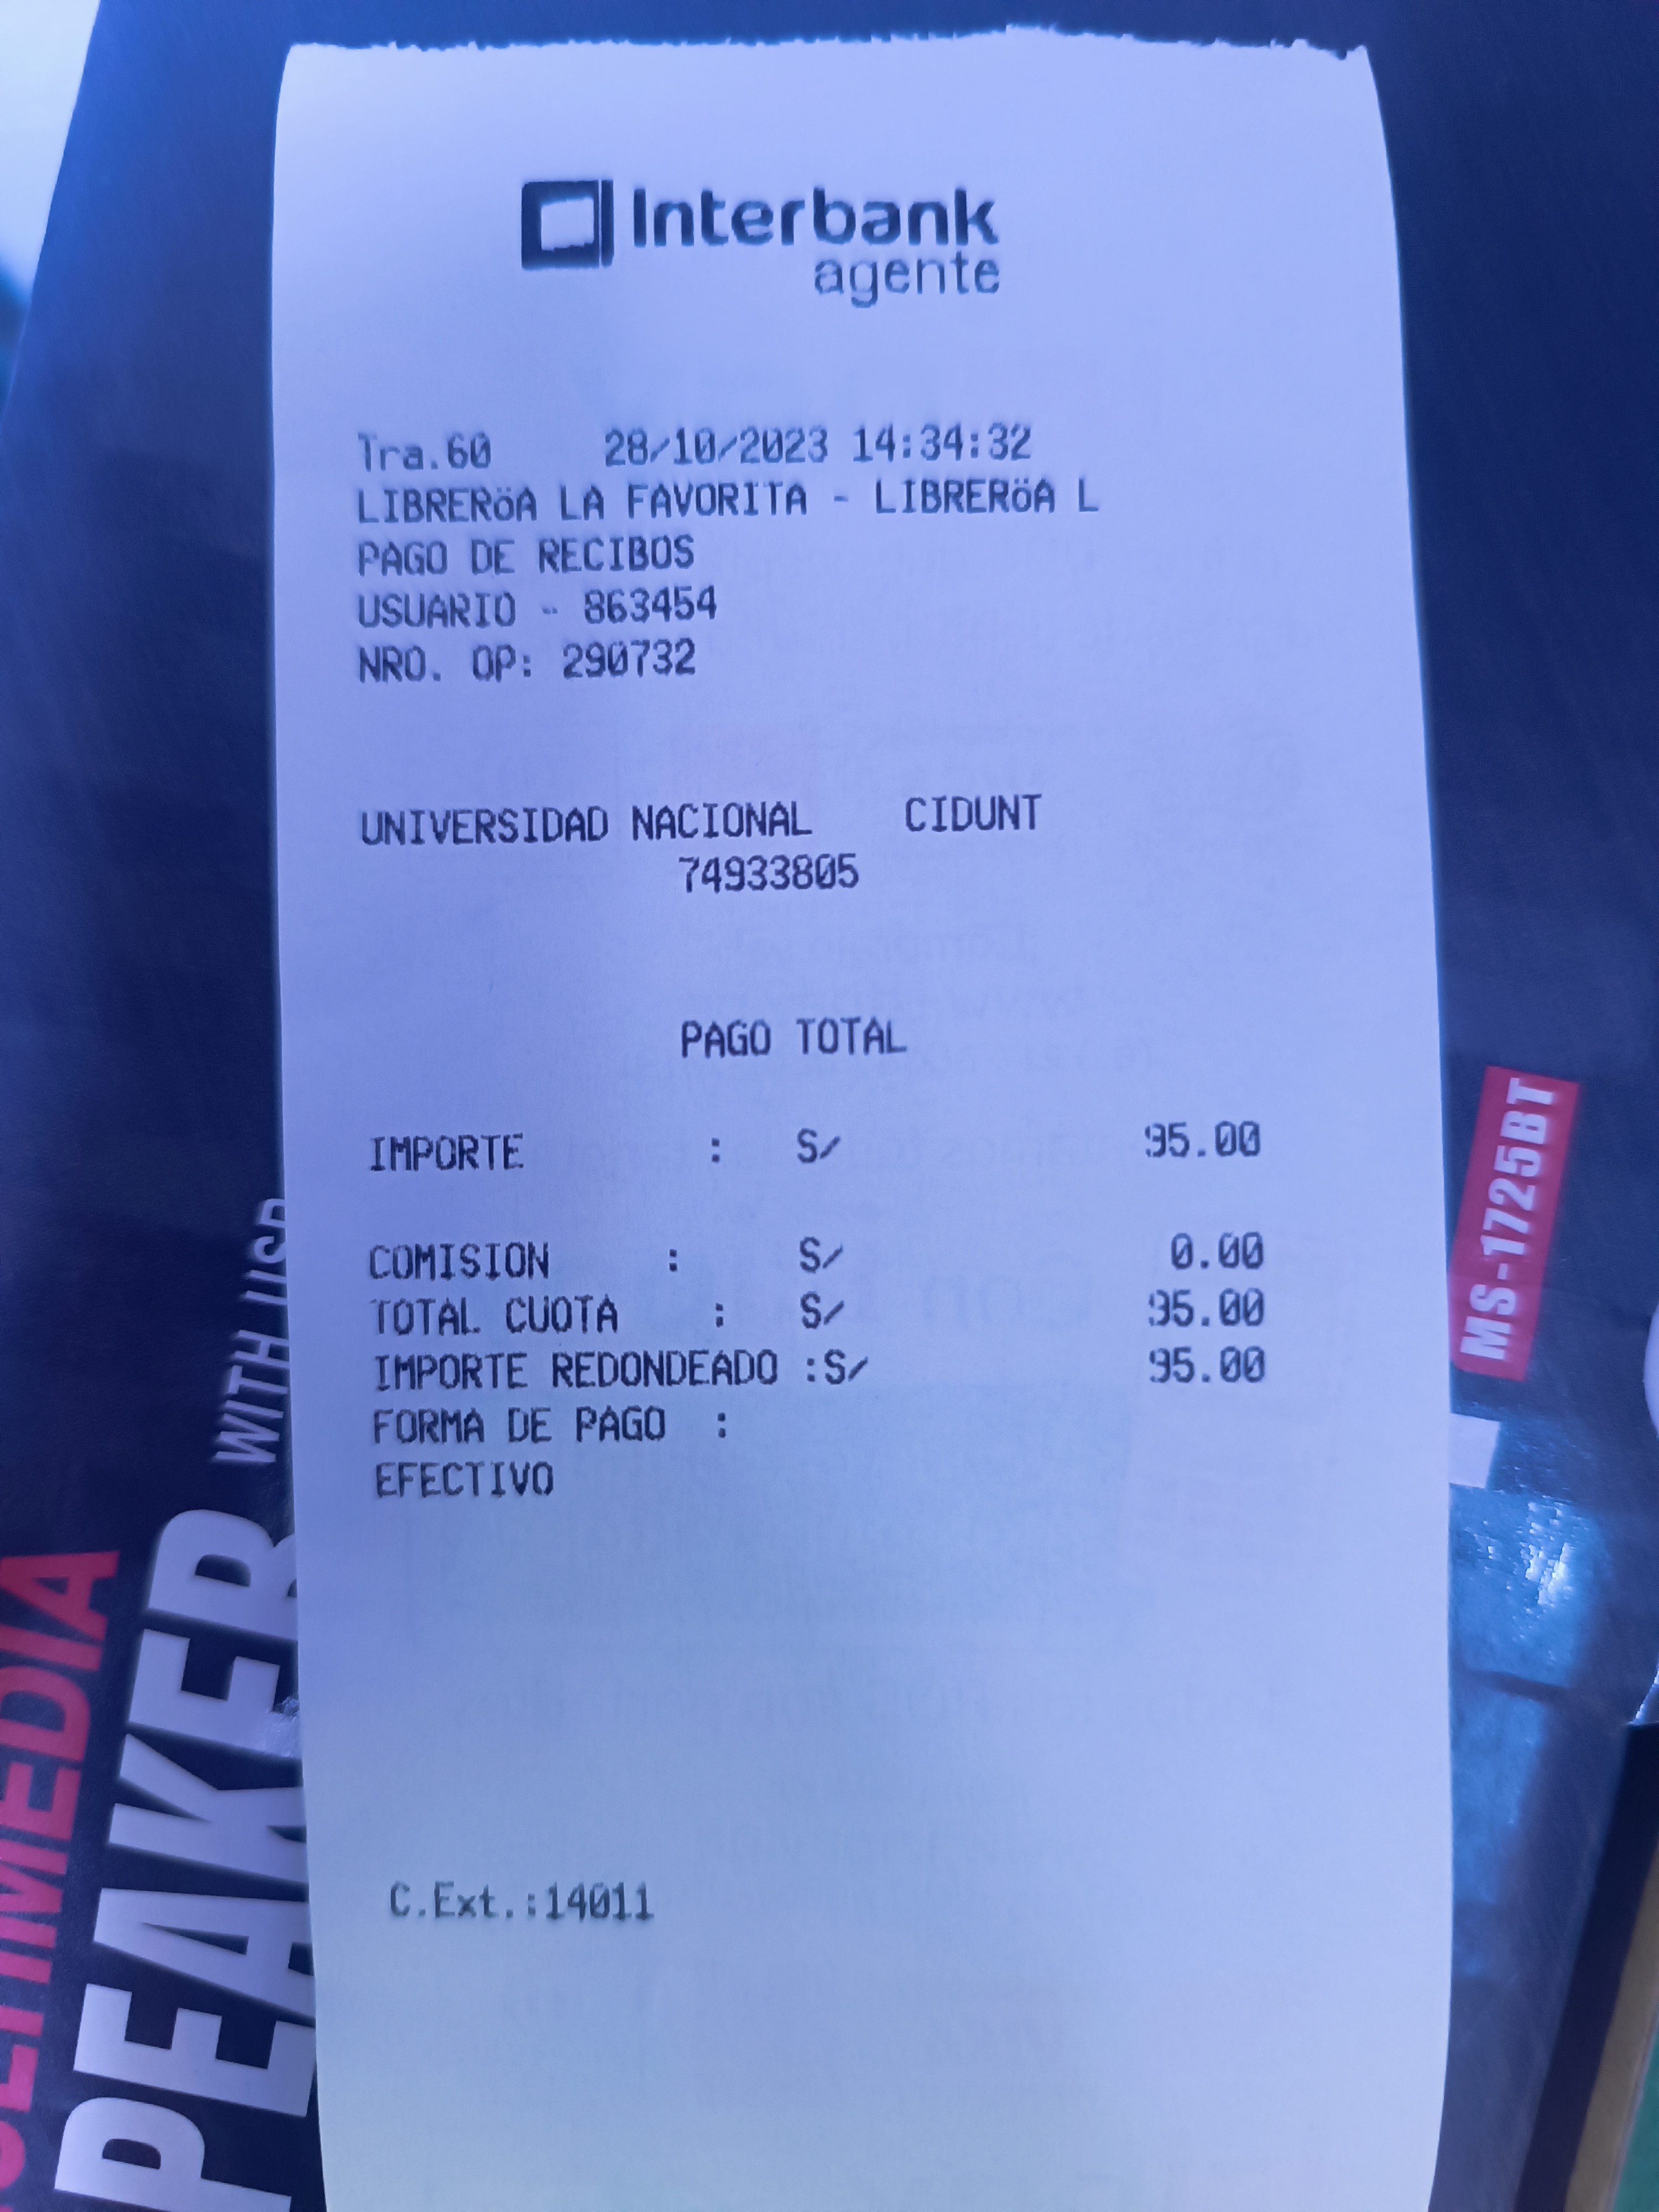 Interbank
agente
Tra.60 28/10/2023 14:34:32
LIBRERöA LA FAVORITA - LIBRERöA L
PAGO DE RECIBOS
USUARIO - 863454
NRO. OP: 290732
UNIVERSIDAD NACIONAL CIDUNT
74933805
PAGO TOTAL
IMPORTE : S/ 95.00
COMISION : S/ 0.00
TOTAL CUOTA : S/ 95.00
IMPORTE REDONDEADO :S/ 95.00
FORMA DE PAGO :
EFECTIVO
C.Ext.:14011
MS-1725BT
WITH
PEAKER